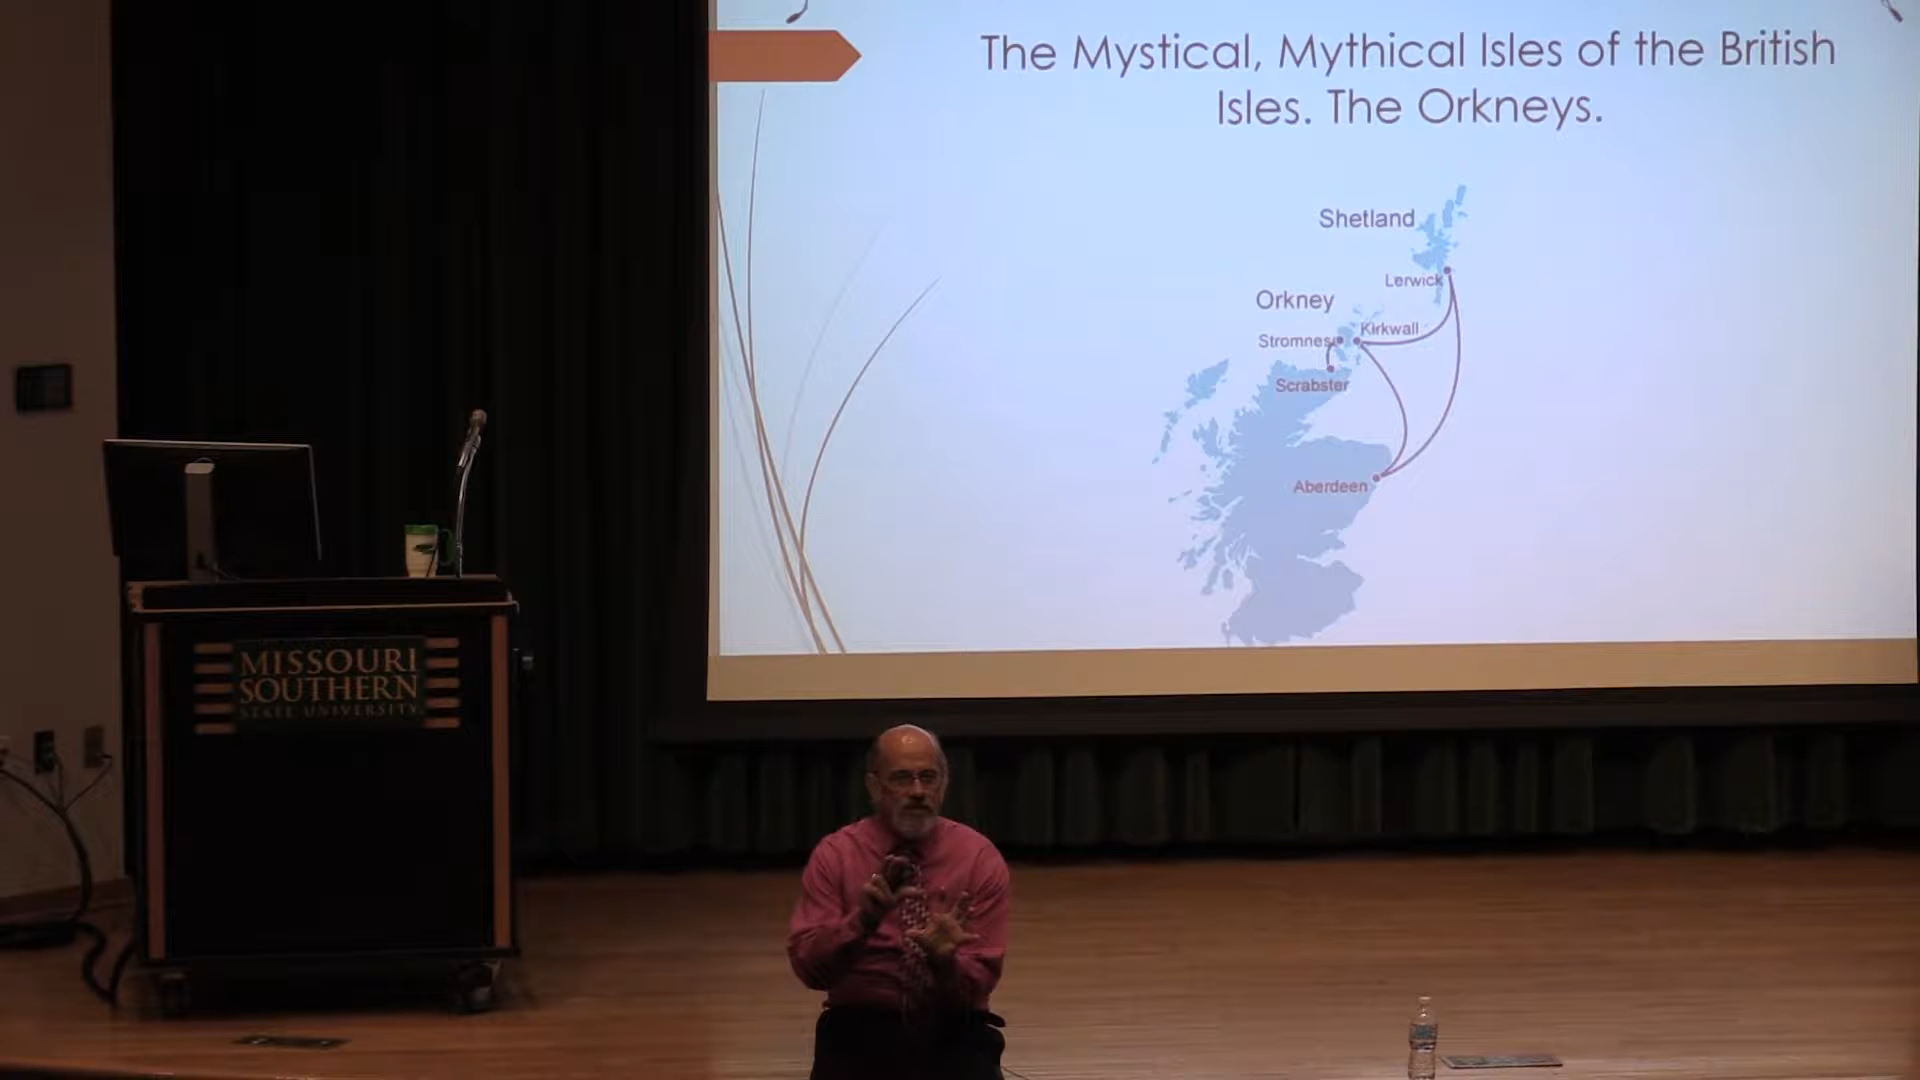 The Mystical, Mythical Isles of the British
Isles. The Orkneys.
Shetland
Lerwick
Orkney
Kirkwall
Stromness
Scrabster
Aberdeen
MISSOURI
SOUTHERN
STATE UNIVERSITY